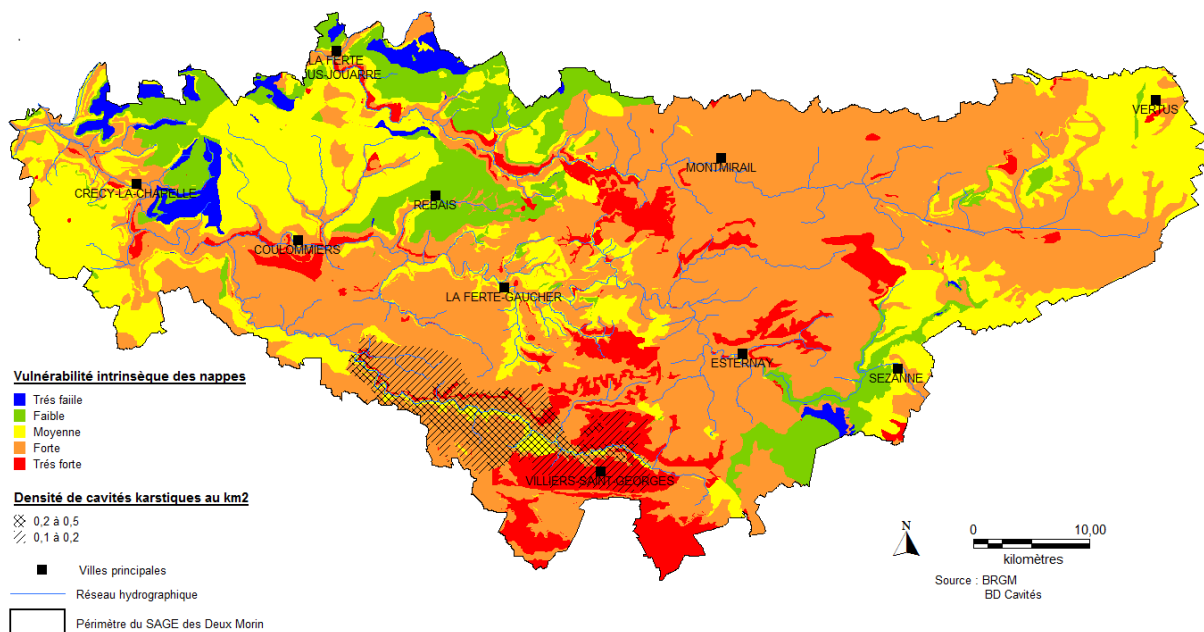 LA FERTE
US-JOUARRE
VERTUS
MONTMIRAIL
CRECY-LA-CHAPELLE
REBAIS
COULOMMIERS
LA FERTE-GAUCHER
ESTERNAY
SEZANNE
VILLIERS-SAINT-GEORGES
Vulnérabilité intrinsèque des nappes
Trés faiile
Faible
Moyenne
Forte
Trés forte
Densité de cavités karstiques au km2
0,2 à 0,5
0,1 à 0,2
Villes principales
Réseau hydrographique
Périmètre du SAGE des Deux Morin
N
0 10,00
kilomètres
Source : BRGM
BD Cavités